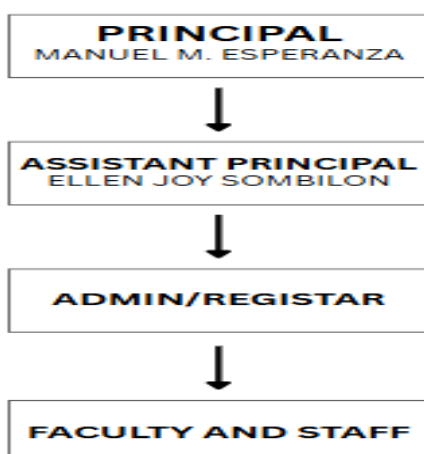 PRINCIPAL
MANUEL M. ESPERANZA
ASSISTANT PRINCIPAL
ELLEN JOY SOMBILON
ADMIN/REGISTAR
FACULTY AND STAFF